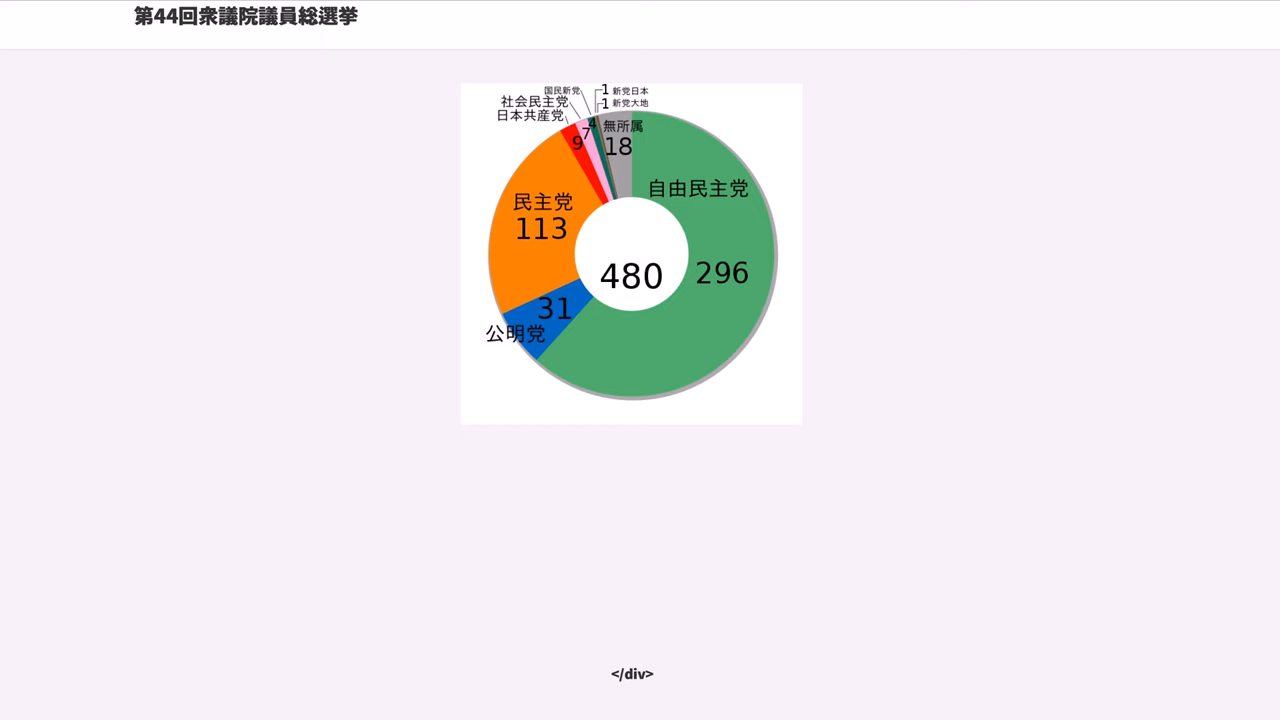 第44回衆議院議員総選挙
国民新党
1 新党日本
社会民主党
1 新党大地
日本共産党
4
7
9
無所属
18
自由民主党
民主党
113
296
480
31
公明党
</div>